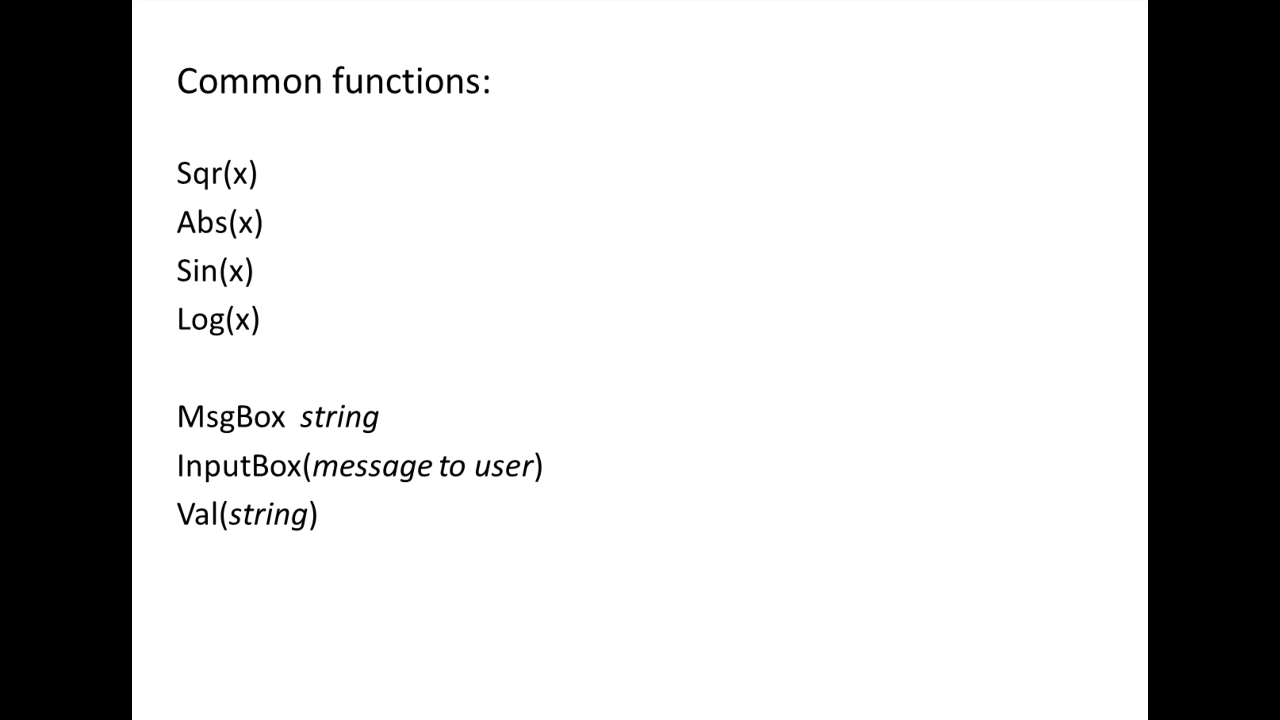 Common functions:
Sqr(x)
Abs(x)
Sin(x)
Log(x)
MsgBox string
InputBox(message to user)
Val(string)